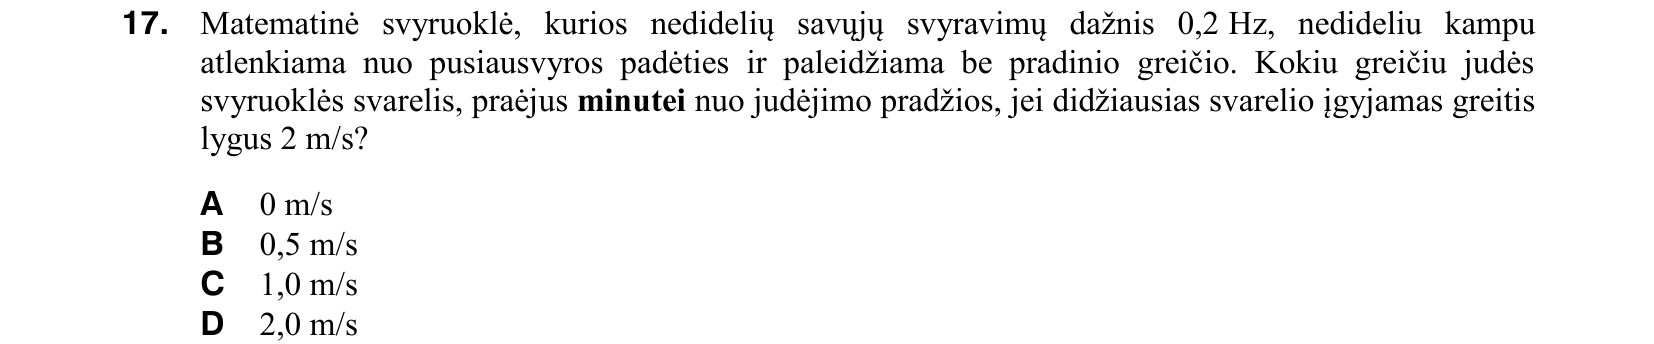 17. Matematinė svyruoklė, kurios nedidelių savųjų svyravimų dažnis 0,2 Hz, nedideliu kampu
atlenkiama nuo pusiausvyros padėties ir paleidžiama be pradinio greičio. Kokiu greičiu judės
svyruoklės svarelis, praėjus minutei nuo judėjimo pradžios, jei didžiausias svarelio įgyjamas greitis
lygus 2 m/s?
A 0 m/s
B 0,5 m/s
C 1,0 m/s
D 2,0 m/s